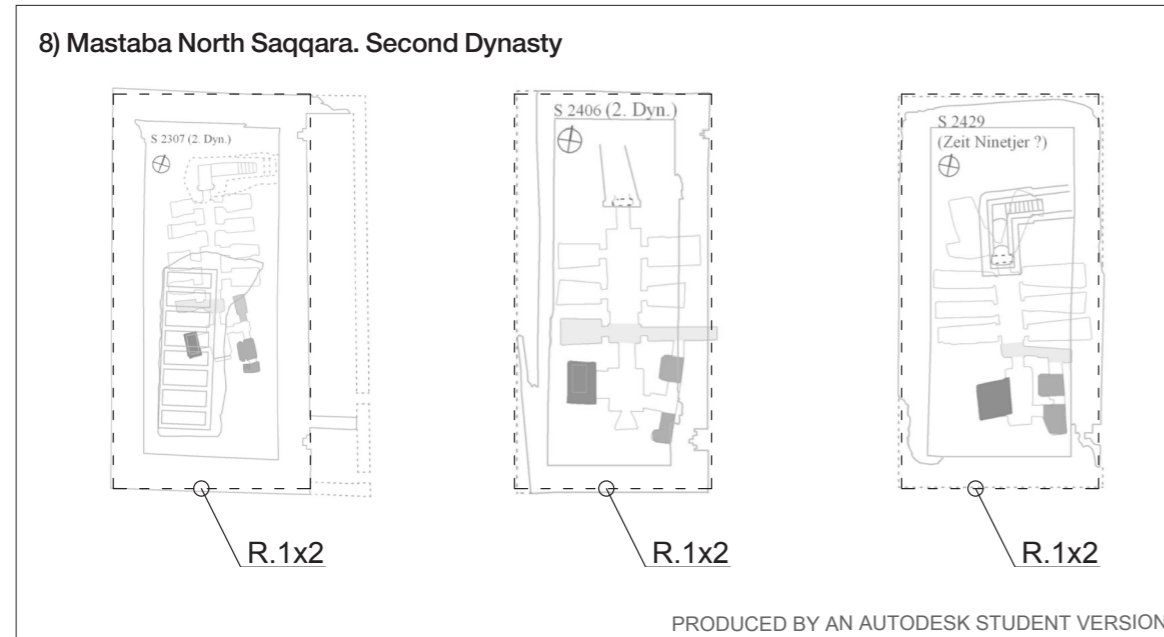 8) Mastaba North Saqqara. Second Dynasty
S 2307 (2. Dyn.)
S 2406 (2. Dyn.)
S 2429
(Zeit Ninetjer ?)
R.1x2
R.1x2
R.1x2
PRODUCED BY AN AUTODESK STUDENT VERSION